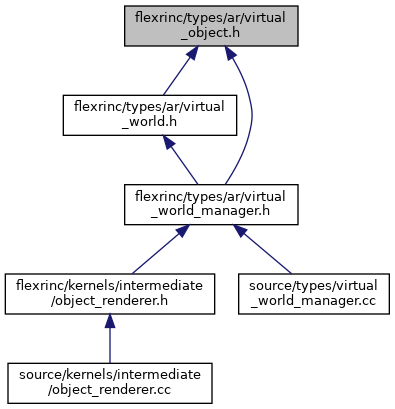 flexrinc/types/ar/virtual
_object.h
flexrinc/types/ar/virtual
_world.h
flexrinc/types/ar/virtual
_world_manager.h
flexrinc/kernels/intermediate
/object_renderer.h
source/types/virtual
_world_manager.cc
source/kernels/intermediate
/object_renderer.cc